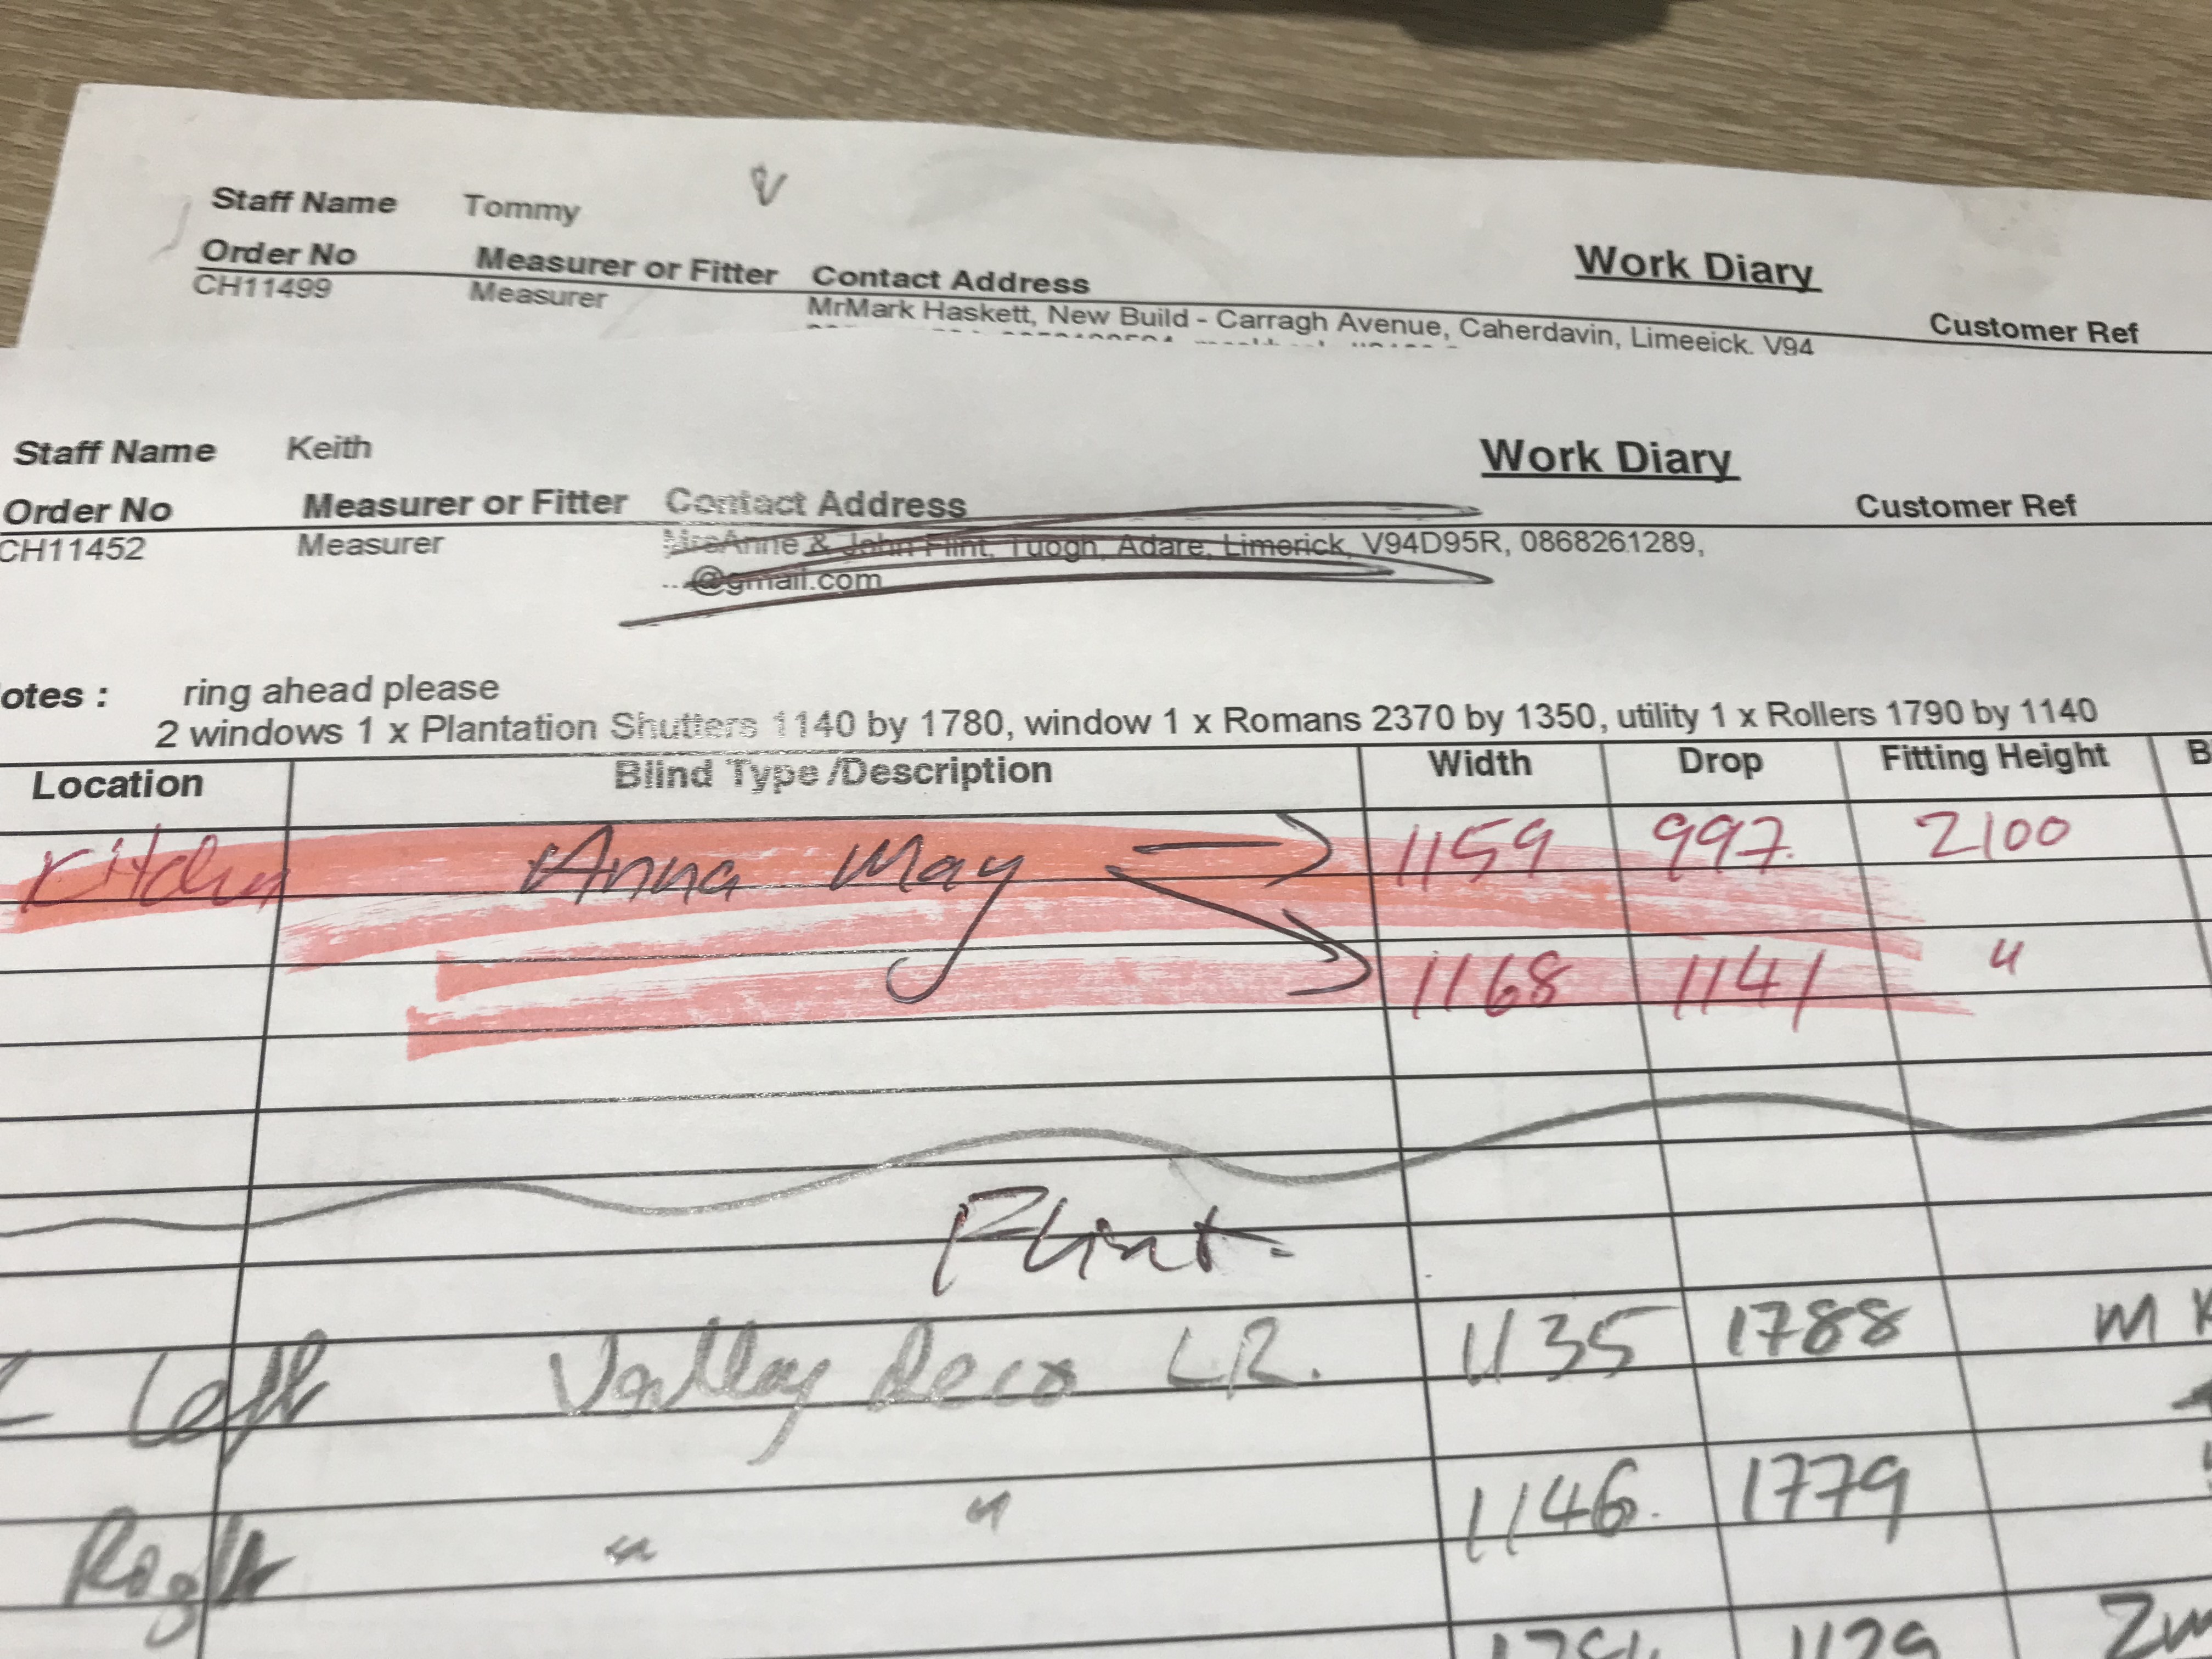 Staff Name Tommy
Work Diary
Order No Measurer or Fitter Contact Address Customer Ref
CH11499 Measurer MrMark Haskett, New Build - Carragh Avenue, Caherdavin, Limeeick. V94
Staff Name Keith
Work Diary
Order No Measurer or Fitter Contact Address Customer Ref
CH11452 Measurer MrsAnne & John Flint, Tuogh, Adare, Limerick, V94D95R, 0868261289,
...@gmail.com
otes : ring ahead please
2 windows 1 x Plantation Shutters 1140 by 1780, window 1 x Romans 2370 by 1350, utility 1 x Rollers 1790 by 1140
Location Blind Type /Description Width Drop Fitting Height B
Kitchen Anna May 1159 997 2100
1168 1141 "
Flint
Left Valley Deco LR. 1135 1788 M
Right " " 1146 1779
1129